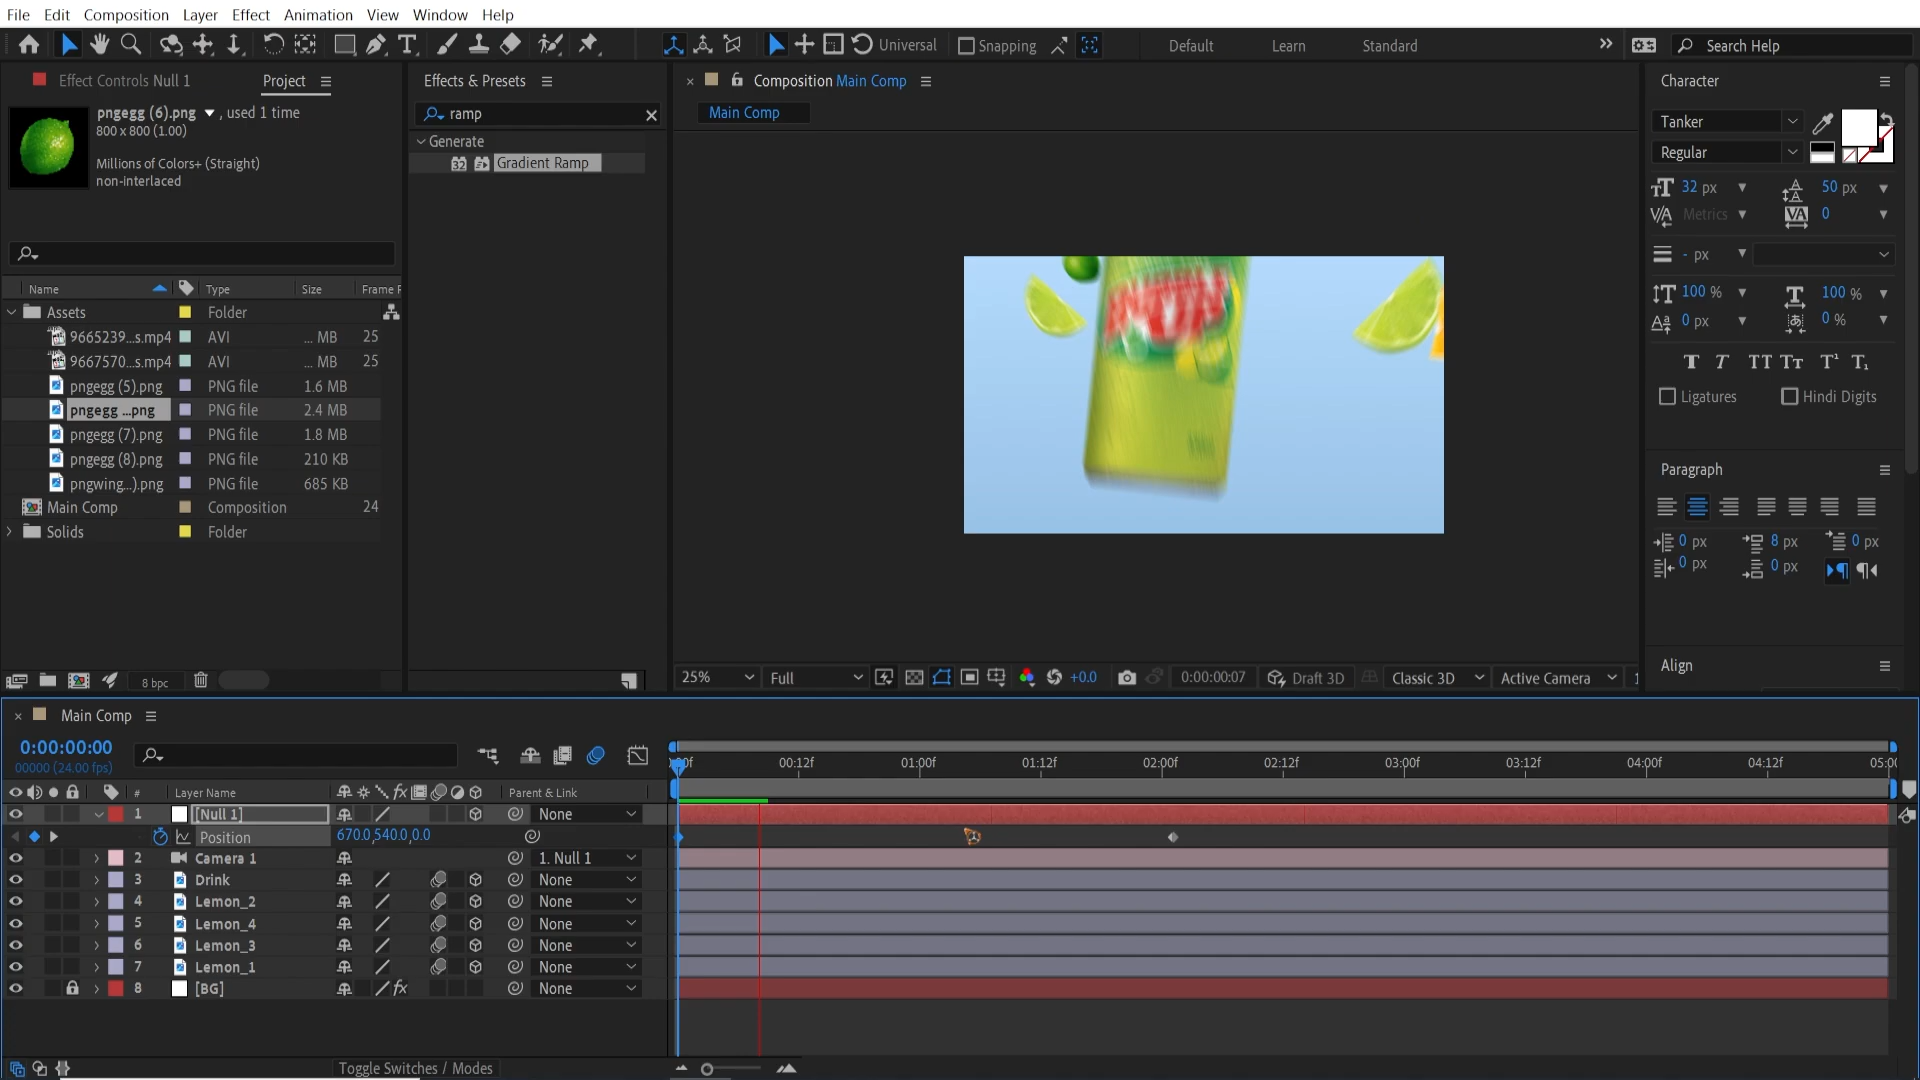 File Edit Composition Layer Effect Animation View Window Help
Universal Snapping Default Learn Standard Search Help
Effect Controls Null 1 Project
pngegg (6).png , used 1 time
800 x 800 (1.00)
Millions of Colors+ (Straight)
non-interlaced
Name Type Size Frame R
Assets Folder
9665239...s.mp4 AVI ... MB 25
9667570...s.mp4 AVI ... MB 25
pngegg (5).png PNG file 1.6 MB
pngegg ...png PNG file 2.4 MB
pngegg (7).png PNG file 1.8 MB
pngegg (8).png PNG file 210 KB
pngwing...).png PNG file 685 KB
Main Comp Composition 24
Solids Folder
8 bpc
Effects & Presets
ramp
Generate
32 Gradient Ramp
Composition Main Comp
Main Comp
25% Full +0.0 0:00:00:07 Draft 3D Classic 3D Active Camera 1
Character
Tanker
Regular
32 px 50 px
Metrics 0
- px
100 % 100 %
0 px 0 %
Ligatures Hindi Digits
Paragraph
0 px 8 px 0 px
0 px 0 px
Align
Main Comp
0:00:00:00
00000 (24.00 fps)
:00f 00:12f 01:00f 01:12f 02:00f 02:12f 03:00f 03:12f 04:00f 04:12f 05:00
# Layer Name fx Parent & Link
1 [Null 1] None
Position 670.0,540.0,0.0
2 Camera 1 1. Null 1
3 Drink None
4 Lemon_2 None
5 Lemon_4 None
6 Lemon_3 None
7 Lemon_1 None
8 [BG] fx None
Toggle Switches / Modes